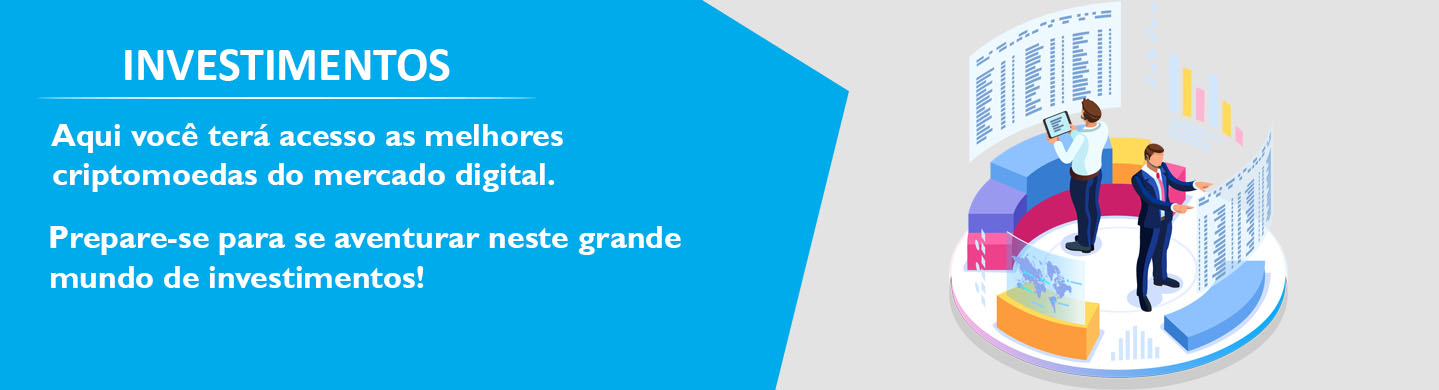 INVESTIMENTOS
Aqui você terá acesso as melhores
criptomoedas do mercado digital.
Prepare-se para se aventurar neste grande
mundo de investimentos!